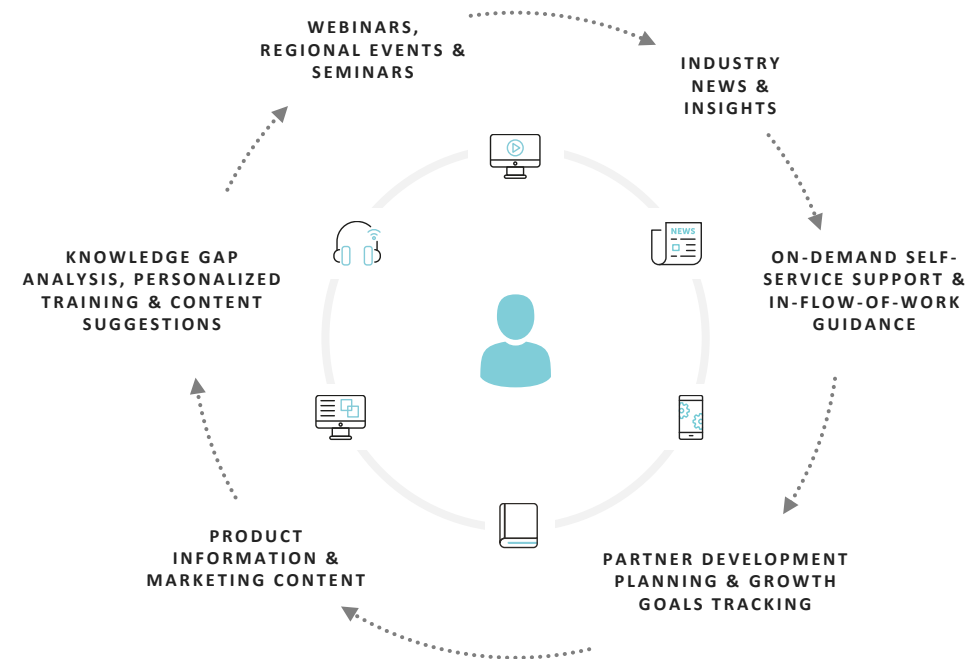 WEBINARS,
REGIONAL EVENTS &
SEMINARS
INDUSTRY
NEWS &
INSIGHTS
NEWS
KNOWLEDGE GAP
ANALYSIS, PERSONALIZED
TRAINING & CONTENT
SUGGESTIONS
ON-DEMAND SELF-
SERVICE SUPPORT &
IN-FLOW-OF-WORK
GUIDANCE
PRODUCT
INFORMATION &
MARKETING CONTENT
PARTNER DEVELOPMENT
PLANNING & GROWTH
GOALS TRACKING